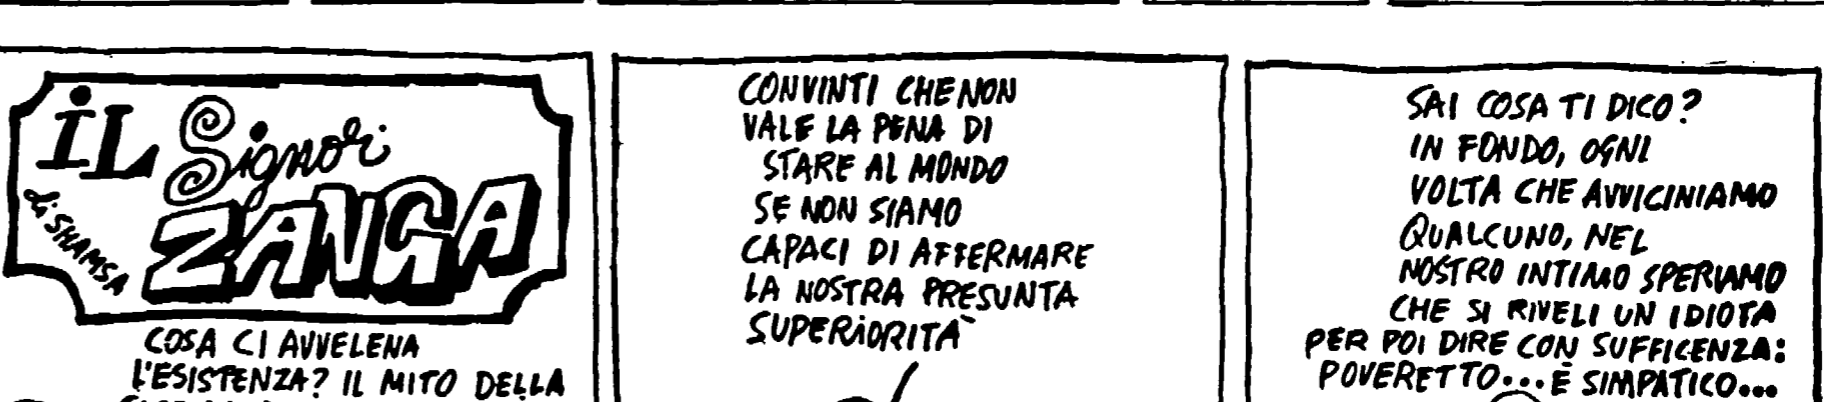 IL Signor
ZANGA
di SHAMSA
COSA CI AVVELENA
L'ESISTENZA? IL MITO DELLA
CONVINTI CHE NON
VALE LA PENA DI
STARE AL MONDO
SE NON SIAMO
CAPACI DI AFFERMARE
LA NOSTRA PRESUNTA
SUPERIORITÀ
SAI COSA TI DICO?
IN FONDO, OGNI
VOLTA CHE AVVICINIAMO
QUALCUNO, NEL
NOSTRO INTIMO SPERIAMO
CHE SI RIVELI UN IDIOTA
PER POI DIRE CON SUFFICENZA:
POVERETTO... È SIMPATICO...